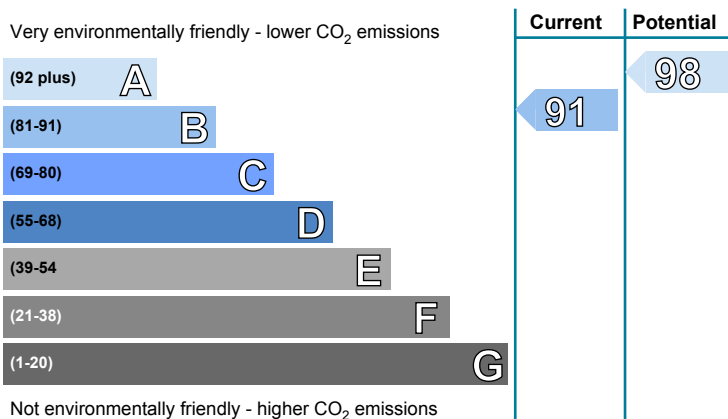 Current Potential
Very environmentally friendly - lower CO2 emissions
(92 plus) A 98
(81-91) B 91
(69-80) C
(55-68) D
(39-54 E
(21-38) F
(1-20) G
Not environmentally friendly - higher CO2 emissions